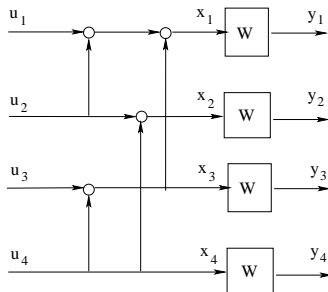 u₁ x₁ W y₁
u₂ x₂ W y₂
u₃ x₃ W y₃
u₄ x₄ W y₄